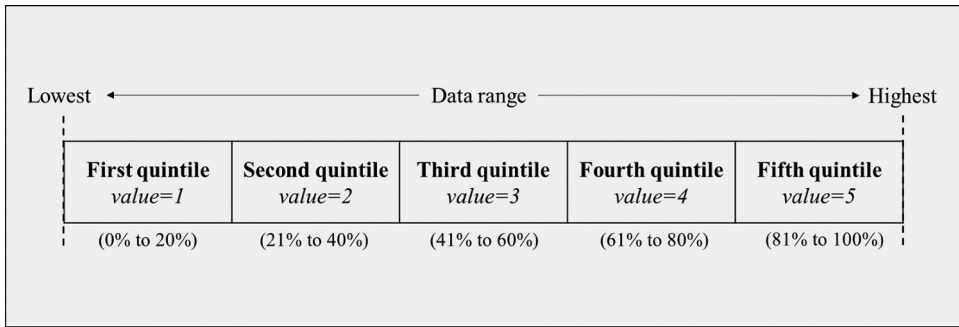 Lowest Data range Highest
First quintile Second quintile Third quintile Fourth quintile Fifth quintile
value=1 value=2 value=3 value=4 value=5
(0% to 20%) (21% to 40%) (41% to 60%) (61% to 80%) (81% to 100%)